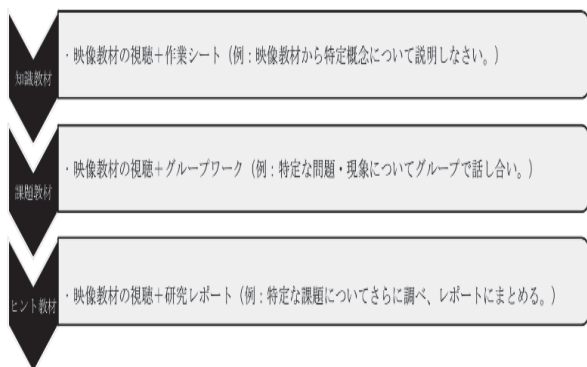 知識教材
・映像教材の視聴＋作業シート（例：映像教材から特定概念について説明しなさい。）
課題教材
・映像教材の視聴＋グループワーク（例：特定な問題・現象についてグループで話し合い。）
ヒント教材
・映像教材の視聴＋研究レポート（例：特定な課題についてさらに調べ、レポートにまとめる。）